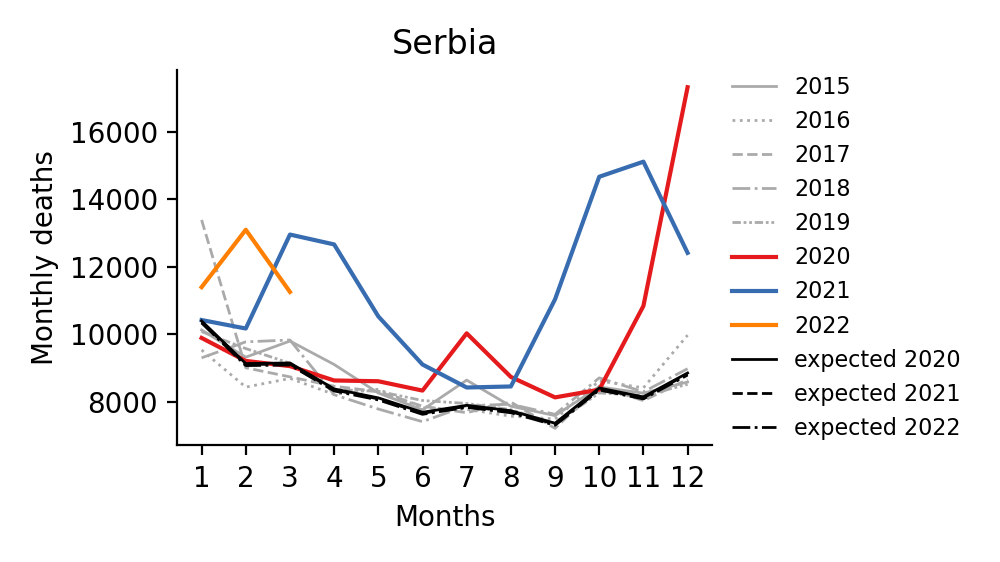 Serbia
Monthly deaths
16000
14000
12000
10000
8000
1 2 3 4 5 6 7 8 9 10 11 12
Months
2015
2016
2017
2018
2019
2020
2021
2022
expected 2020
expected 2021
expected 2022